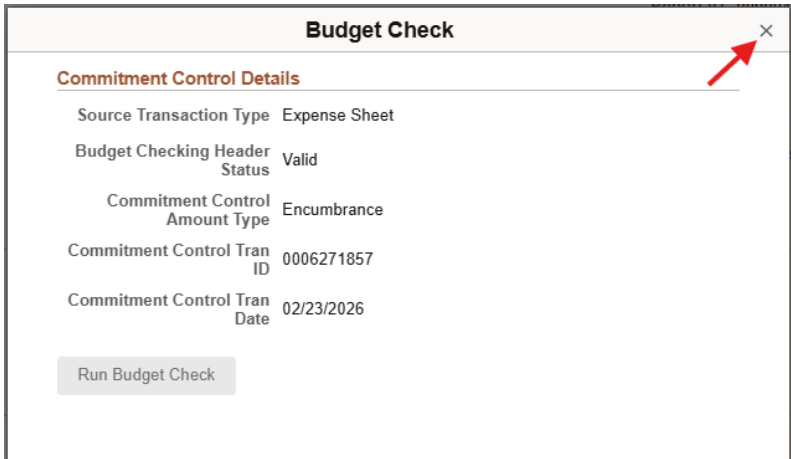 Budget Check
×
Commitment Control Details
Source Transaction Type Expense Sheet
Budget Checking Header
Status Valid
Commitment Control
Amount Type Encumbrance
Commitment Control Tran
ID 0006271857
Commitment Control Tran
Date 02/23/2026
Run Budget Check